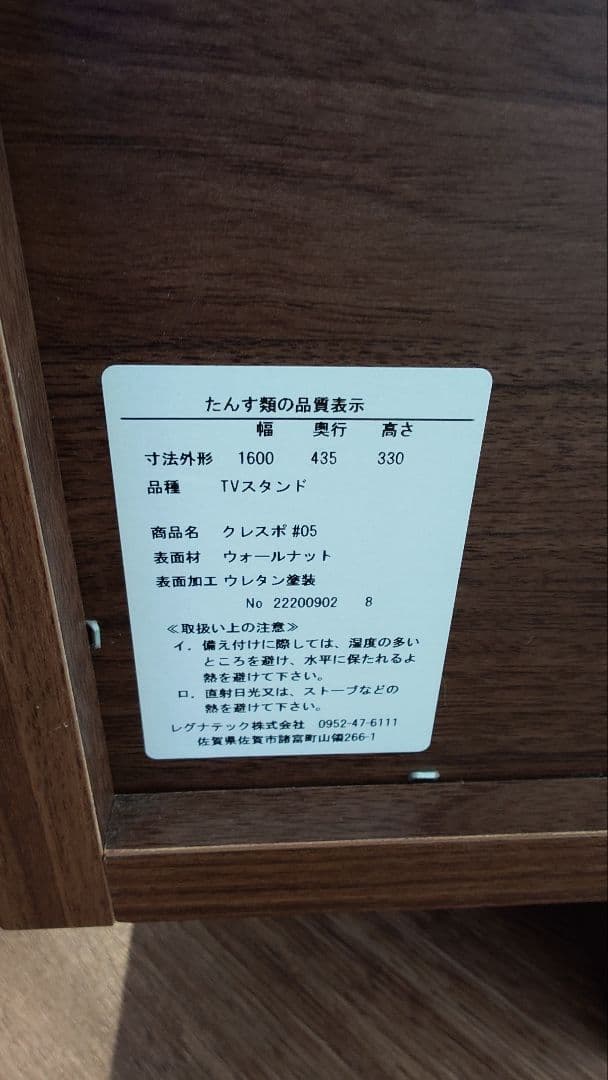 たんす類の品質表示
幅 奥行 高さ
寸法外形 1600 435 330
品種 TVスタンド
商品名 クレスポ #05
表面材 ウォールナット
表面加工 ウレタン塗装
No 22200902 8
≪取扱い上の注意≫
イ．備え付けに際しては、湿度の多い
ところを避け、水平に保たれるよ
熱を避けて下さい。
ロ．直射日光又は、ストーブなどの
熱を避けて下さい。
レグナテック株式会社 0952-47-6111
佐賀県佐賀市諸富町山領266-1